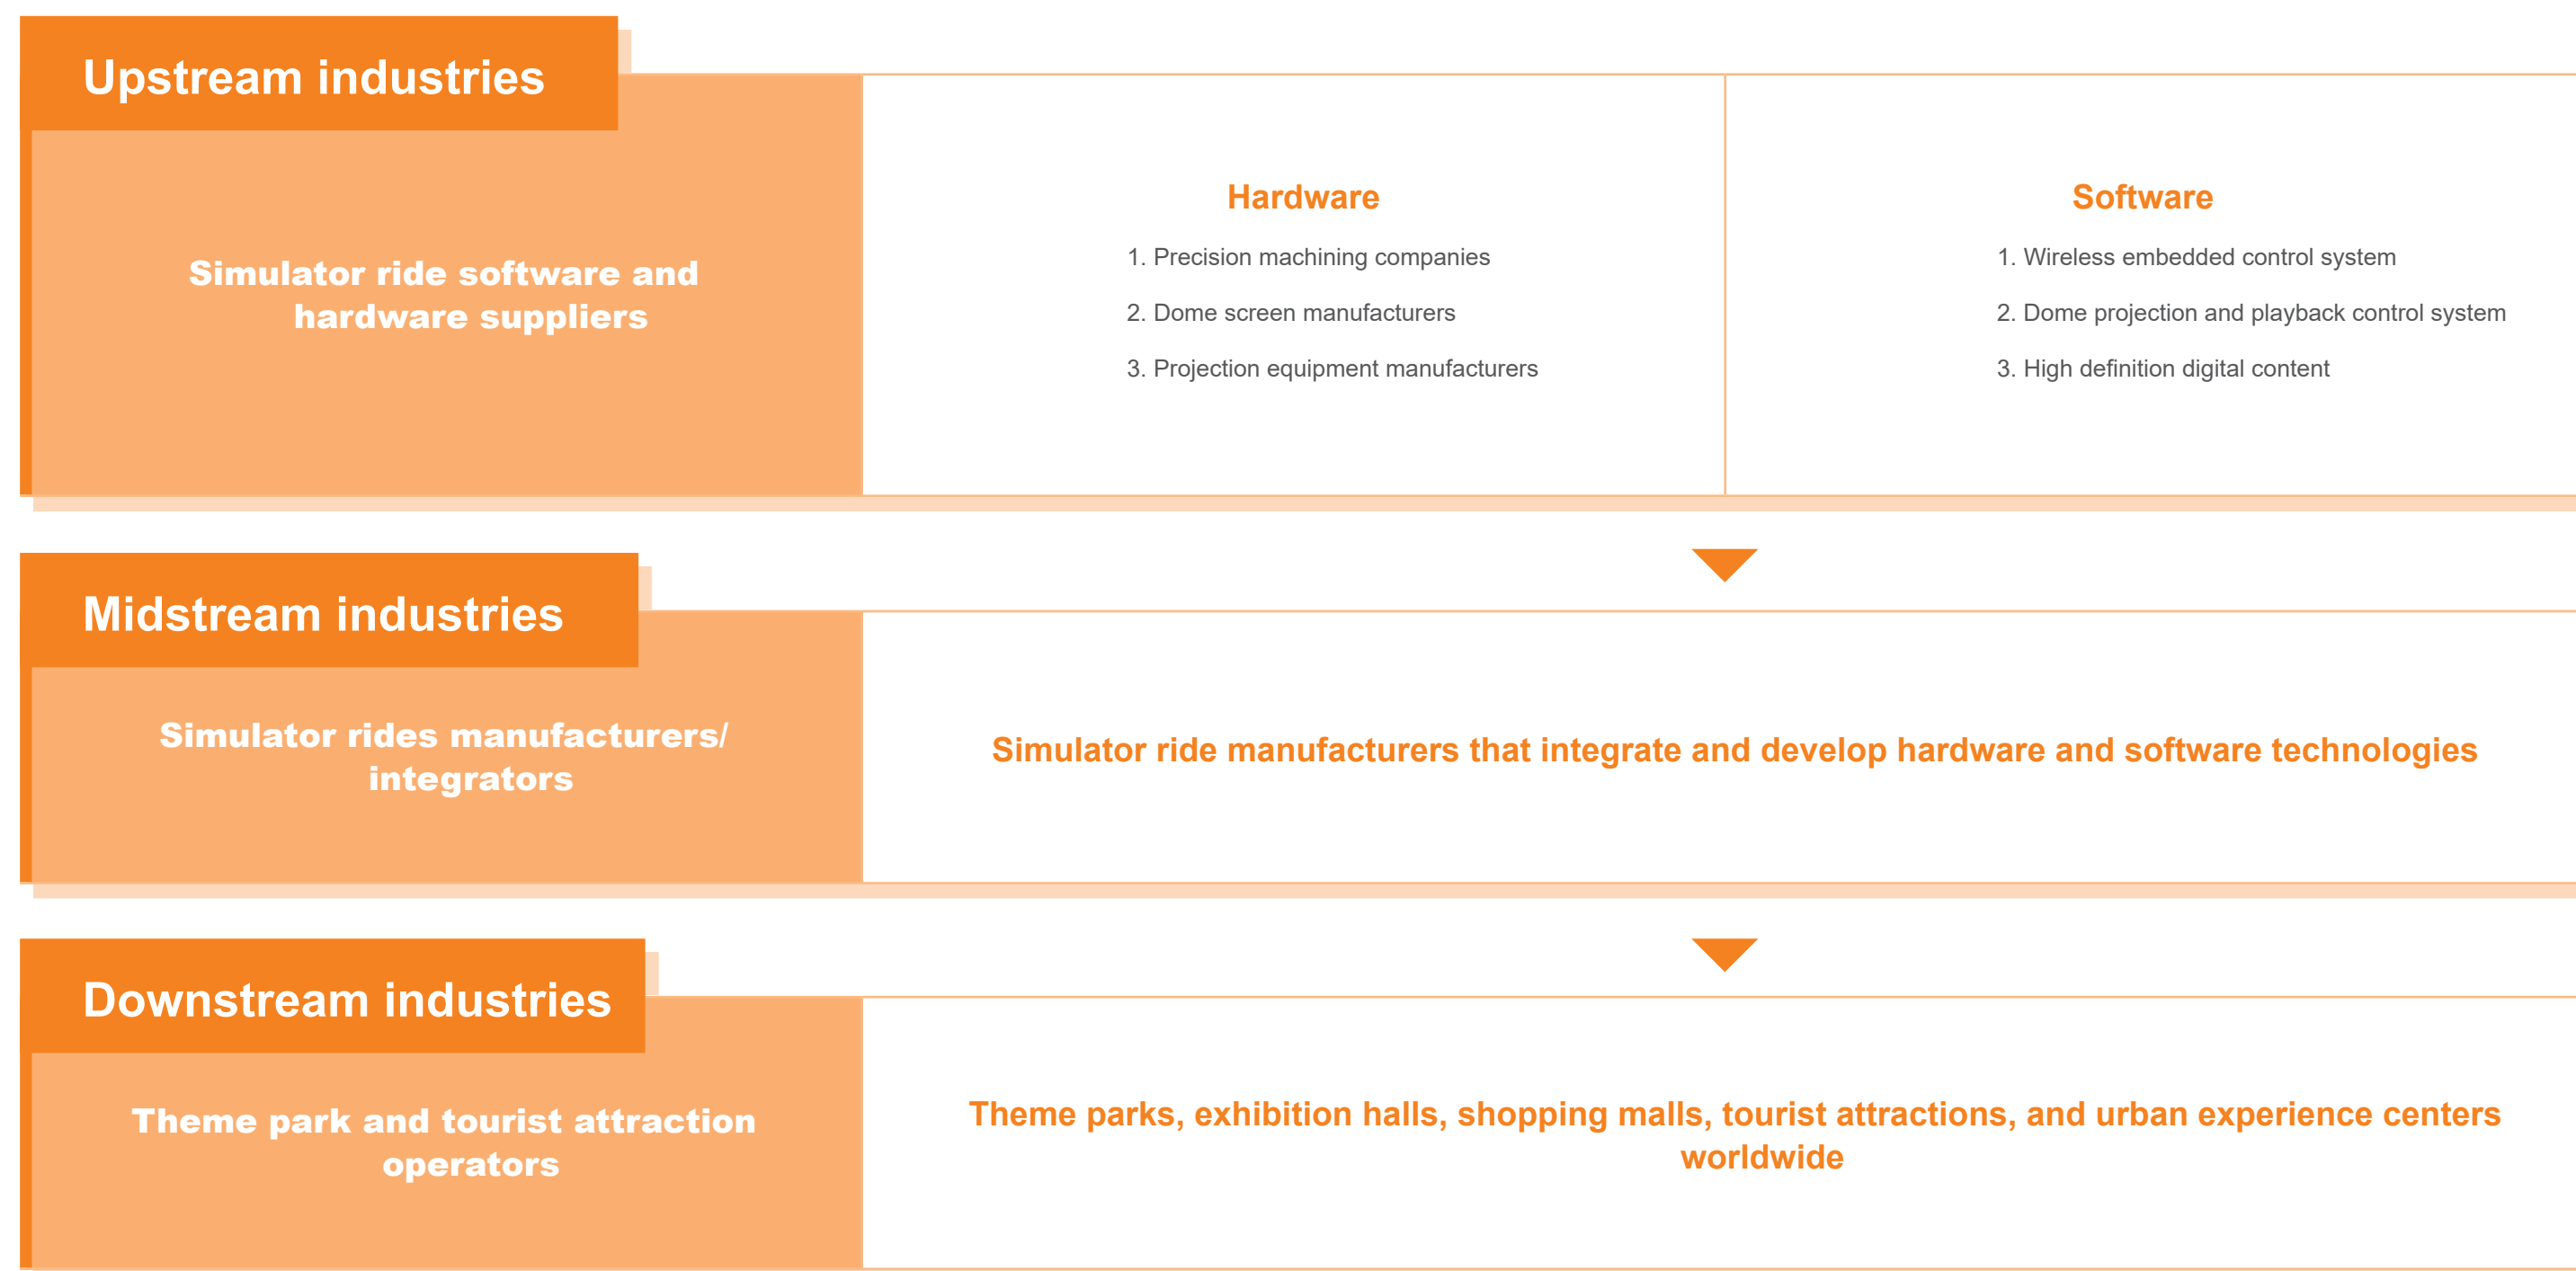 Upstream industries
Simulator ride software and
hardware suppliers
Hardware
1. Precision machining companies
2. Dome screen manufacturers
3. Projection equipment manufacturers
Software
1. Wireless embedded control system
2. Dome projection and playback control system
3. High definition digital content
Midstream industries
Simulator rides manufacturers/
integrators
Simulator ride manufacturers that integrate and develop hardware and software technologies
Downstream industries
Theme park and tourist attraction
operators
Theme parks, exhibition halls, shopping malls, tourist attractions, and urban experience centers
worldwide